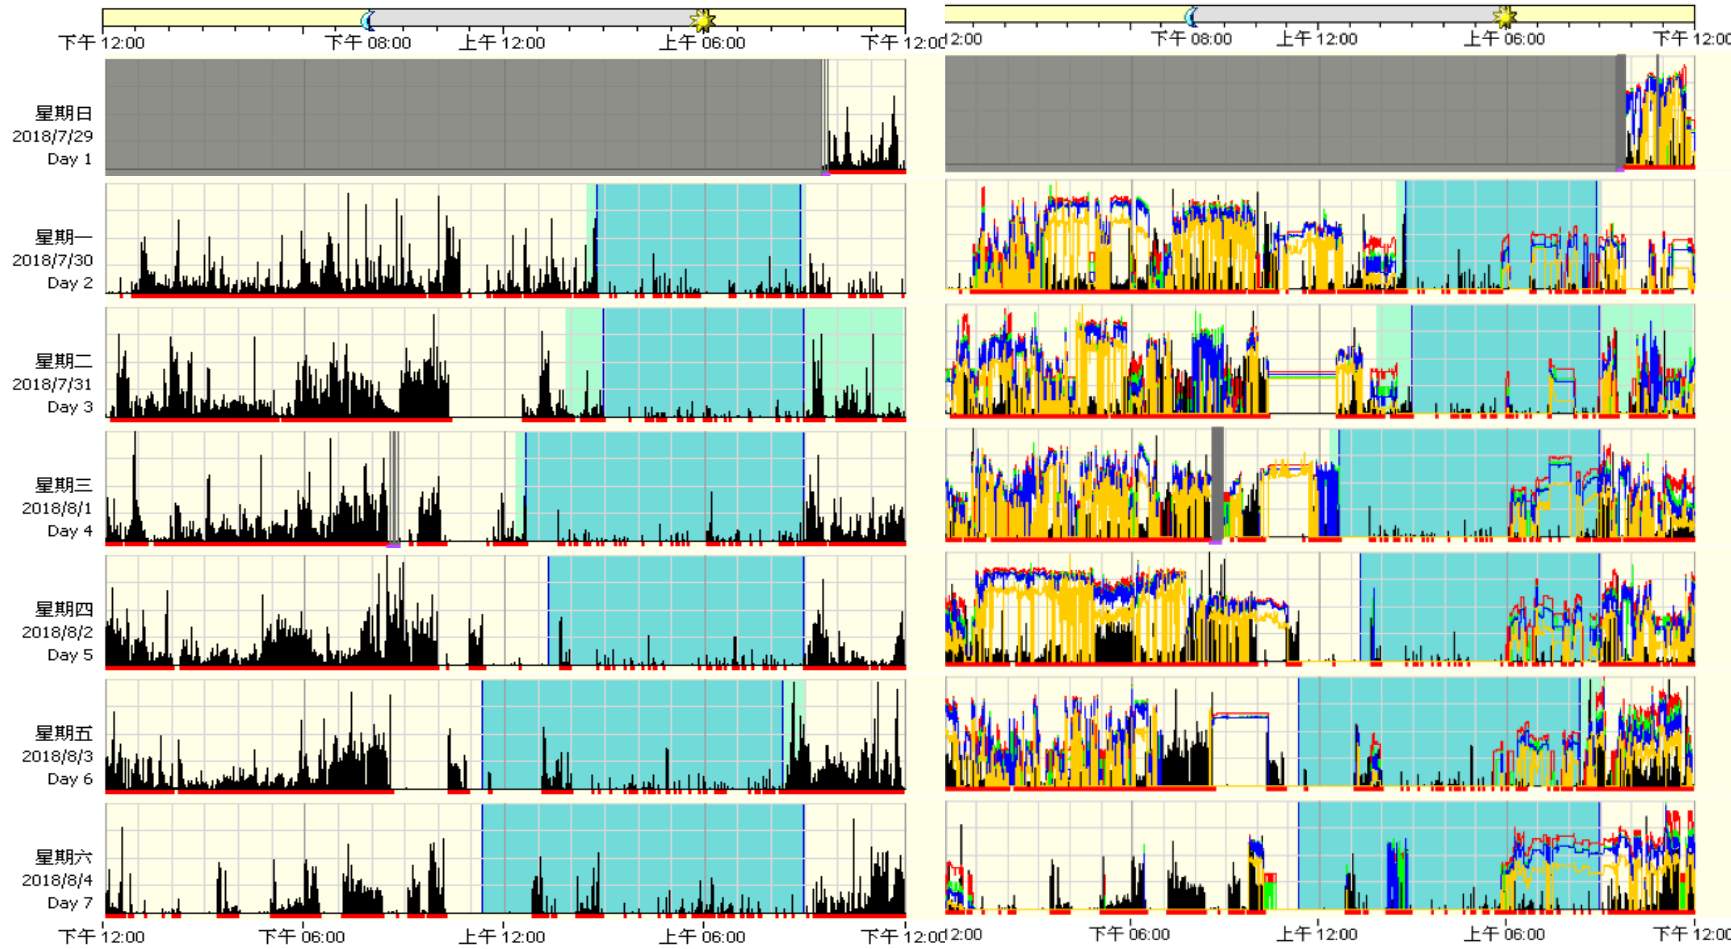 下午 12:00 下午 08:00 上午 12:00 上午 06:00 下午 12:00 12:00 下午 08:00 上午 12:00 上午 06:00 下午 12:00
星期日
2018/7/29
Day 1
星期一
2018/7/30
Day 2
星期二
2018/7/31
Day 3
星期三
2018/8/1
Day 4
星期四
2018/8/2
Day 5
星期五
2018/8/3
Day 6
星期六
2018/8/4
Day 7
下午 12:00 下午 06:00 上午 12:00 上午 06:00 下午 12:00 12:00 下午 06:00 上午 12:00 上午 06:00 下午 12:00